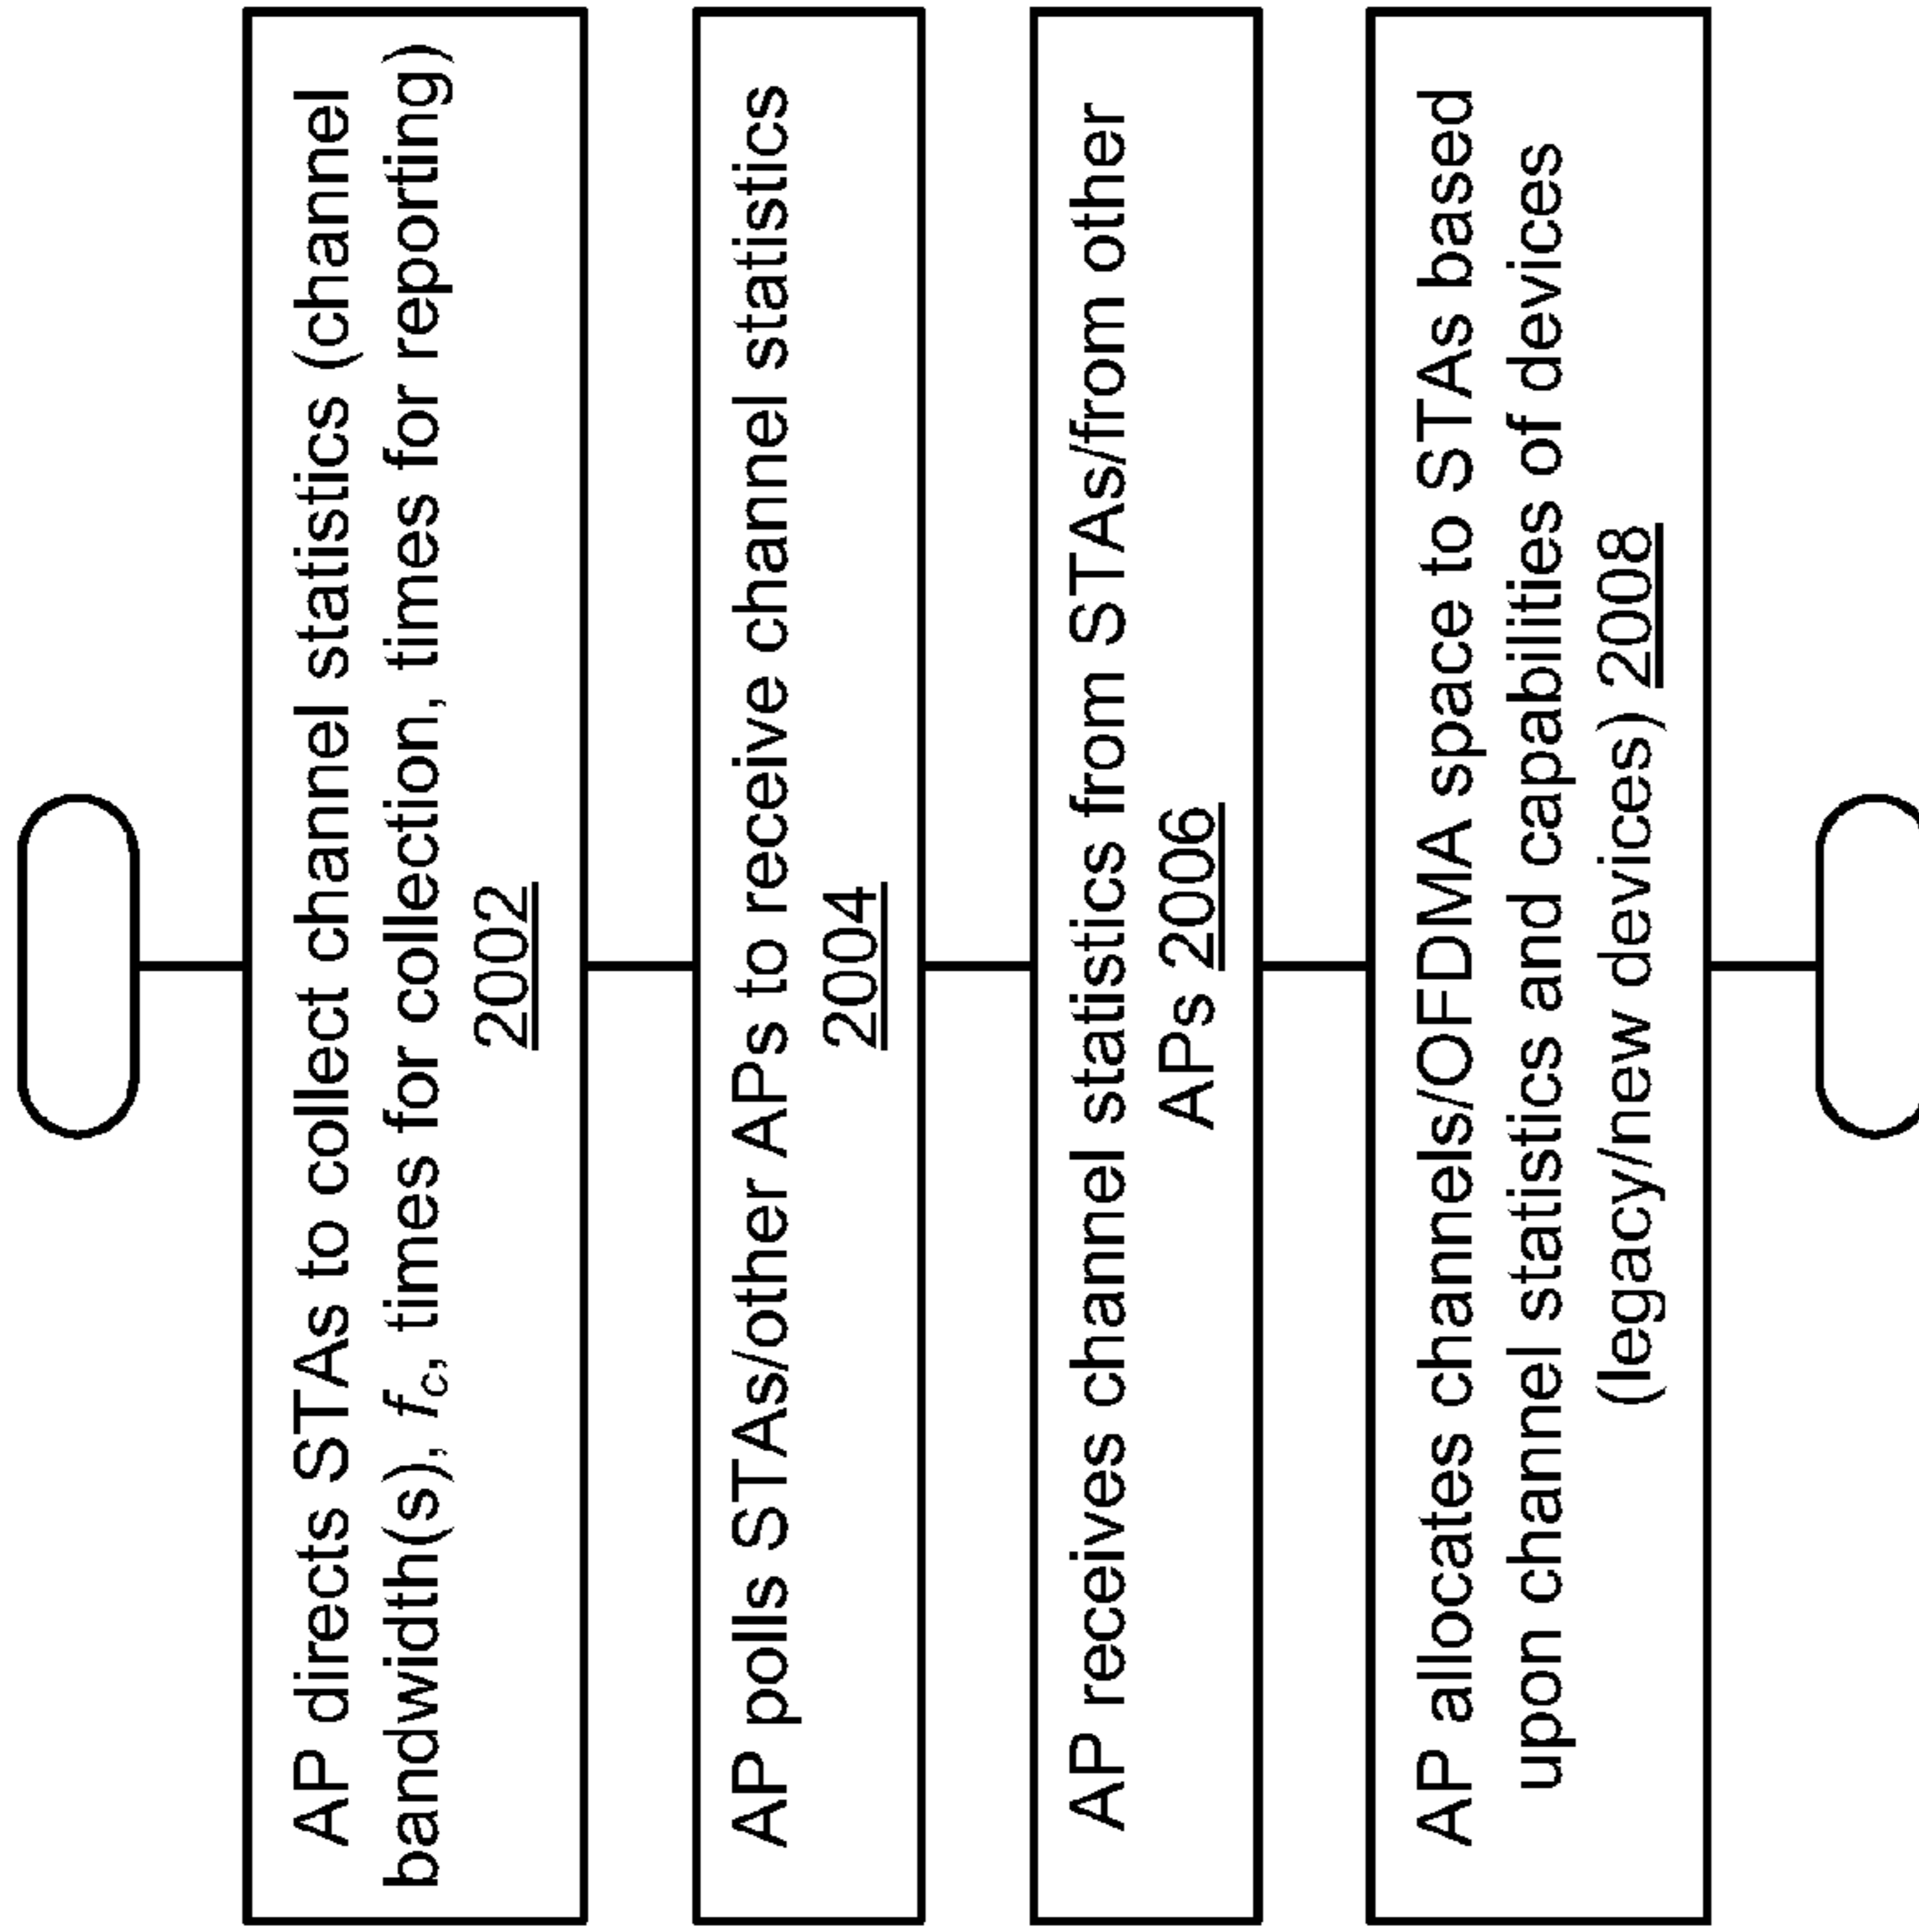 AP directs STAs to collect channel statistics (channel
bandwidth(s), fc, times for collection, times for reporting)
2002
AP polls STAs/other APs to receive channel statistics
2004
AP receives channel statistics from STAs/from other
APs 2006
AP allocates channels/OFDMA space to STAs based
upon channel statistics and capabilities of devices
(legacy/new devices) 2008